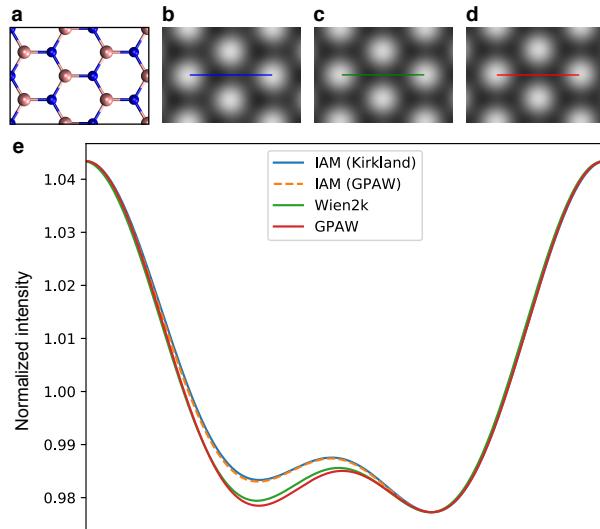 a b c d
e
IAM (Kirkland)
IAM (GPAW)
Wien2k
GPAW
Normalized intensity
1.04
1.03
1.02
1.01
1.00
0.99
0.98